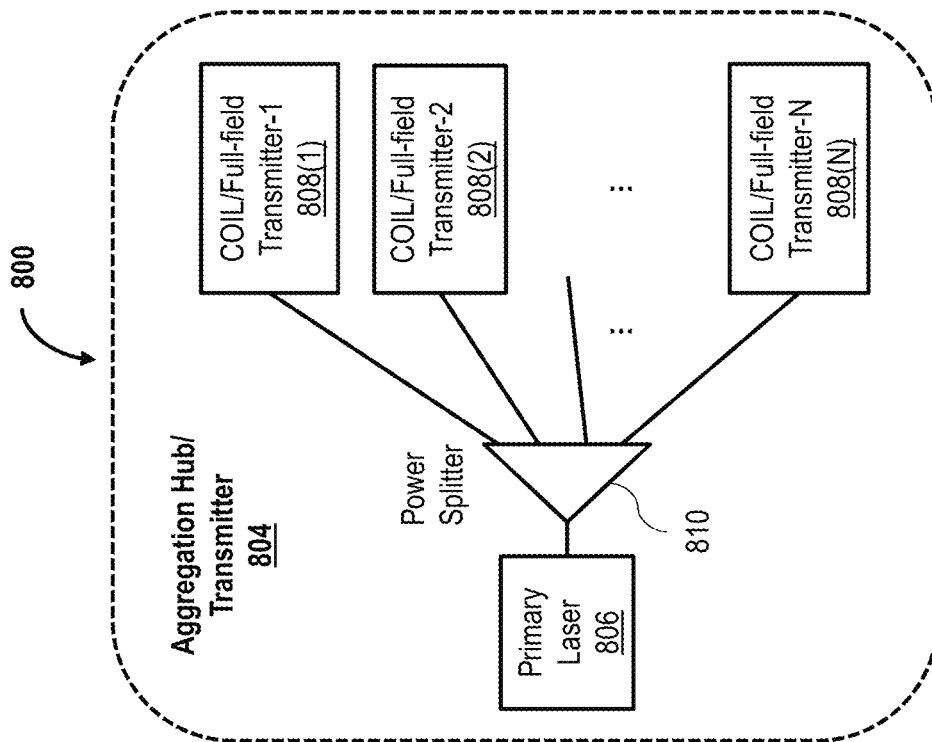 800
Aggregation Hub/
Transmitter
804
Primary
Laser
806
Power
Splitter
810
COIL/Full-field
Transmitter-1
808(1)
COIL/Full-field
Transmitter-2
808(2)
...
...
COIL/Full-field
Transmitter-N
808(N)